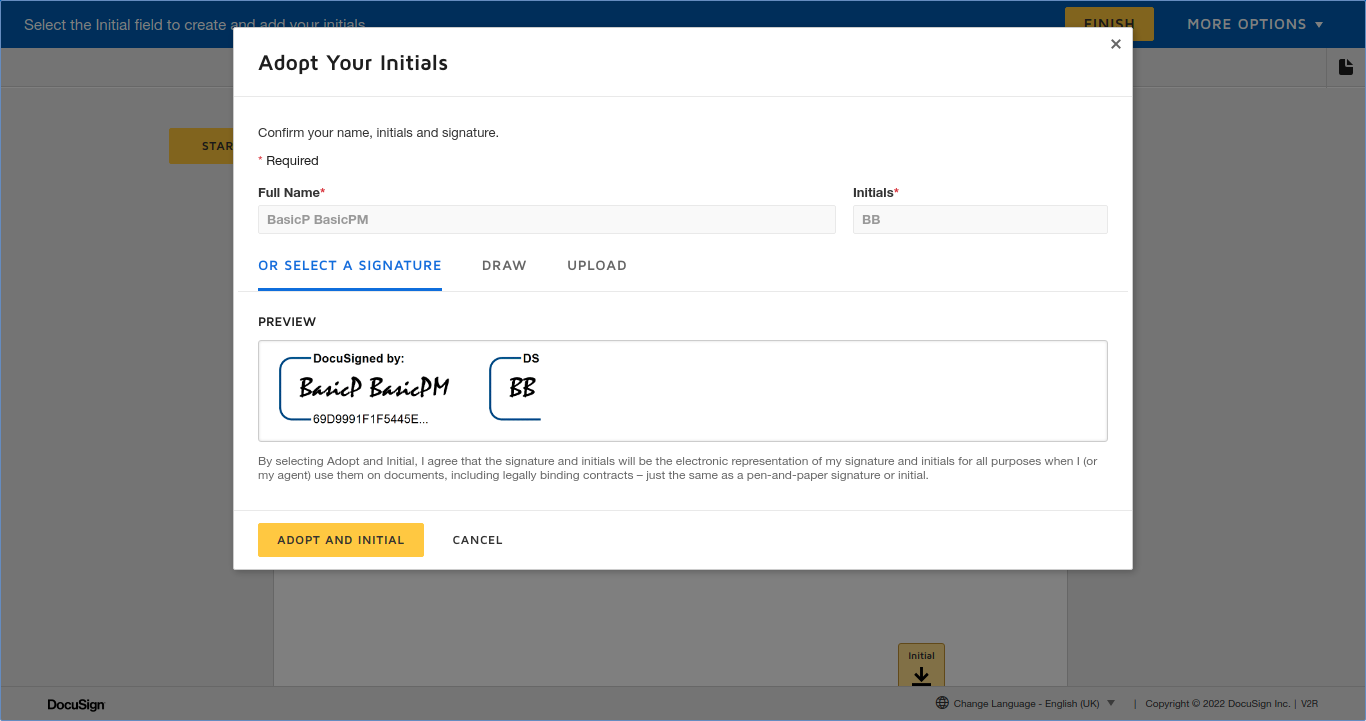 Select the Initial field to create and add your initials
FINISH
MORE OPTIONS
Adopt Your Initials
STAR
Confirm your name, initials and signature.
* Required
Full Name*
Initials*
BasicP BasicPM
BB
OR SELECT A SIGNATURE
DRAW
UPLOAD
PREVIEW
DocuSigned by:
BasicP BasicPM
69D9991F1F5445E...
DS
BB
By selecting Adopt and Initial, I agree that the signature and initials will be the electronic representation of my signature and initials for all purposes when I (or
my agent) use them on documents, including legally binding contracts – just the same as a pen-and-paper signature or initial.
ADOPT AND INITIAL
CANCEL
Initial
DocuSign
Change Language - English (UK)
| Copyright © 2022 DocuSign Inc. | V2R